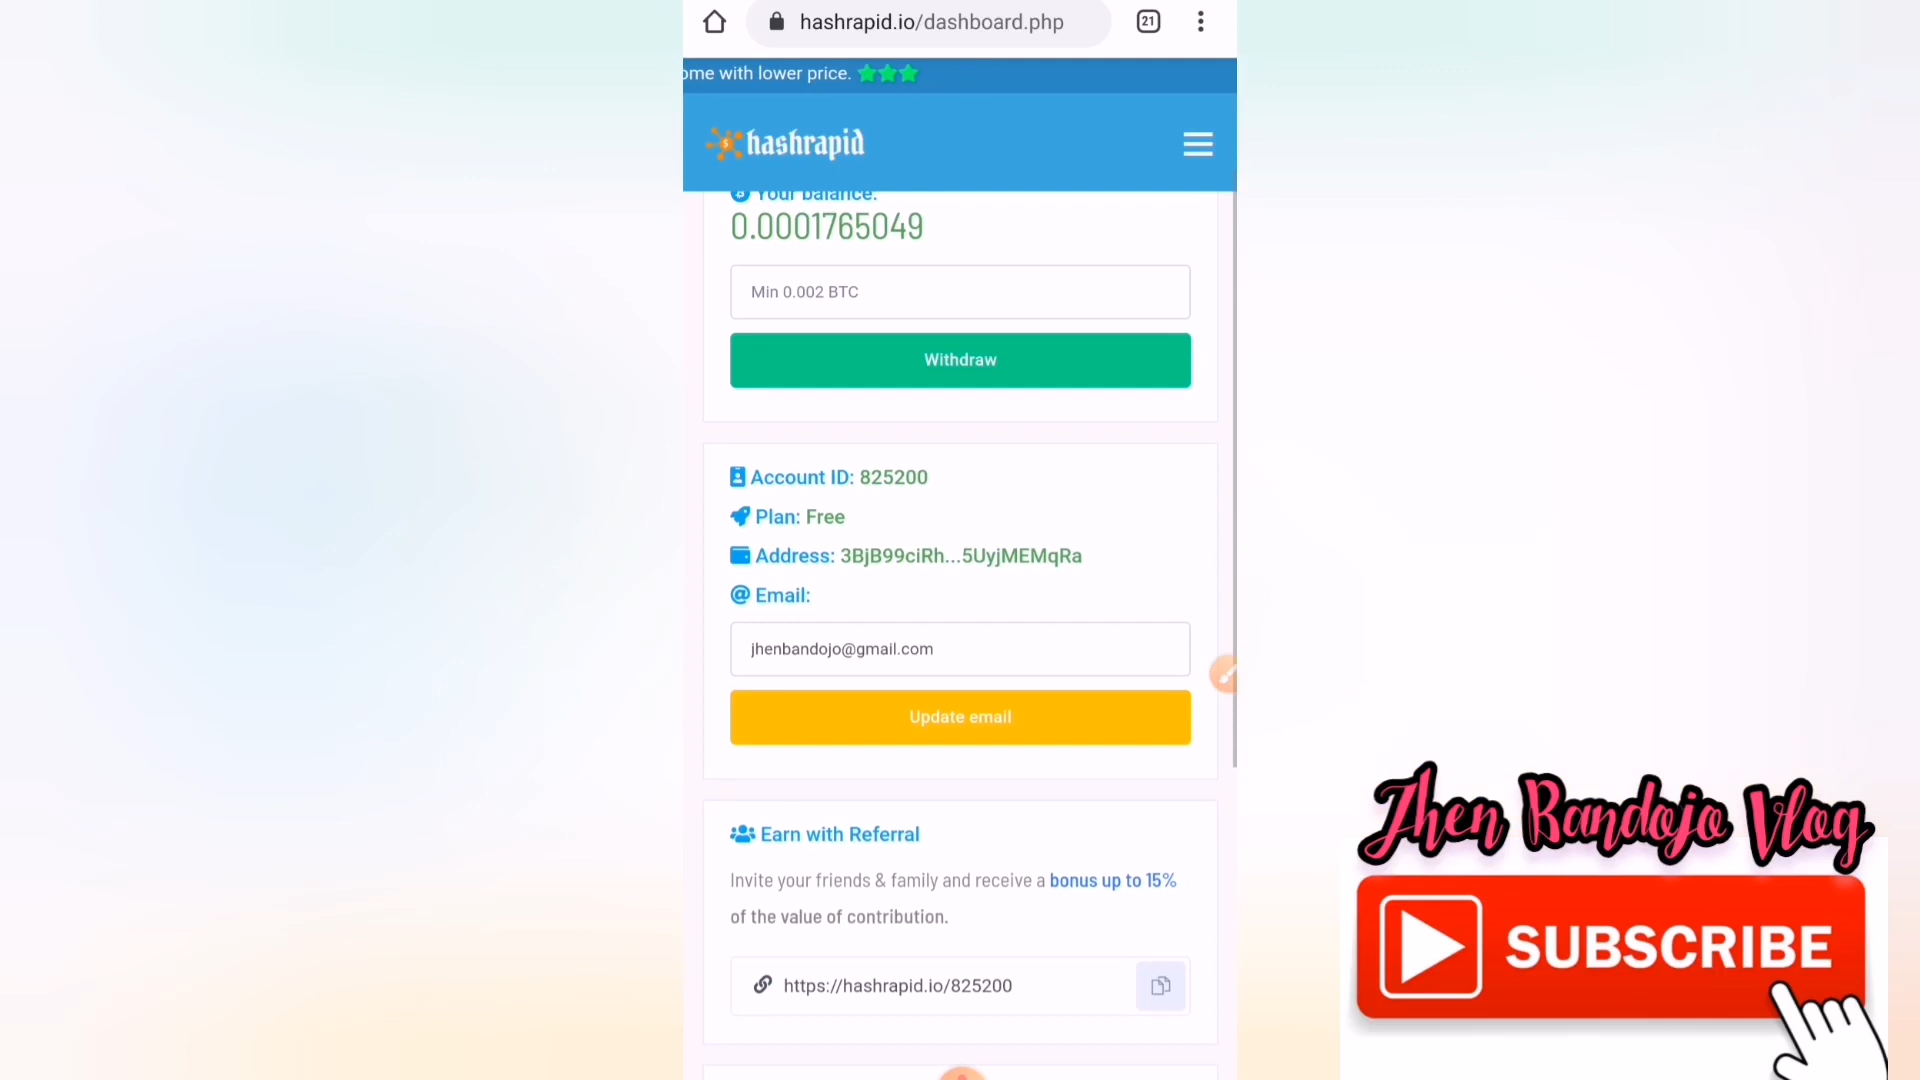 hashrapid.io/dashboard.php
21
ome with lower price.
hashrapid
Your balance:
0.0001765049
Min 0.002 BTC
Withdraw
Account ID: 825200
Plan: Free
Address: 3BjB99ciRh...5UyjMEMqRa
@ Email:
jhenbandojo@gmail.com
Update email
Earn with Referral
Invite your friends & family and receive a bonus up to 15%
of the value of contribution.
https://hashrapid.io/825200
Jhen Bandojo Vlog
SUBSCRIBE